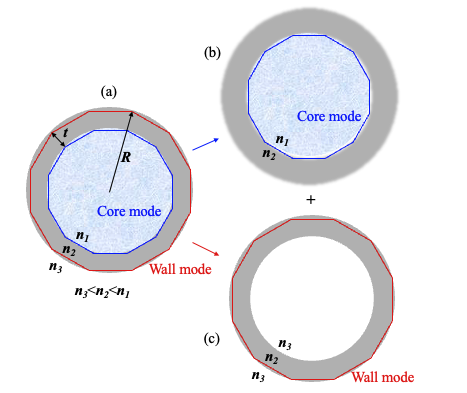 (a)
t
R
Core mode
n1
n2
n3
Wall mode
n3<n2<n1
(b)
Core mode
n1
n2
+
(c)
n3
n2
n3
Wall mode